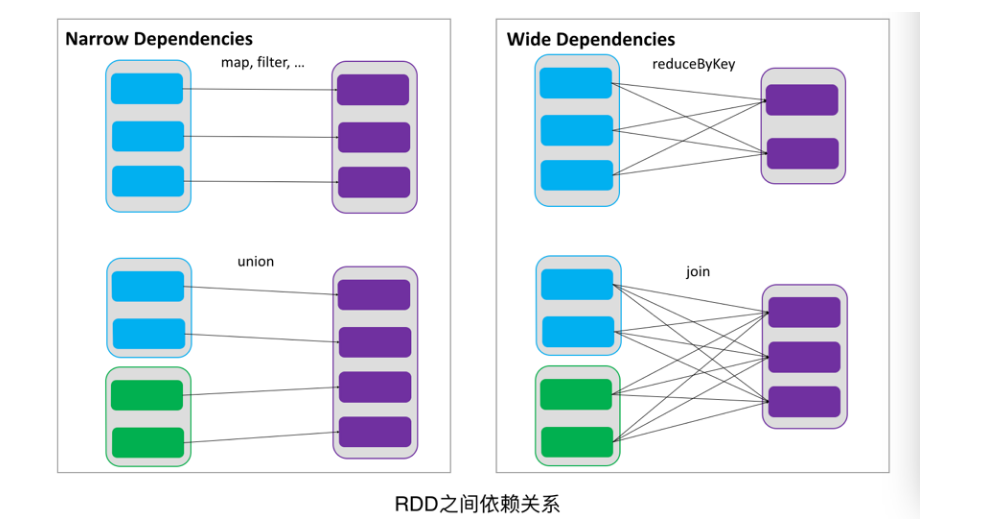 Narrow Dependencies
map, filter, ...
union
Wide Dependencies
reduceByKey
join
RDD之间依赖关系